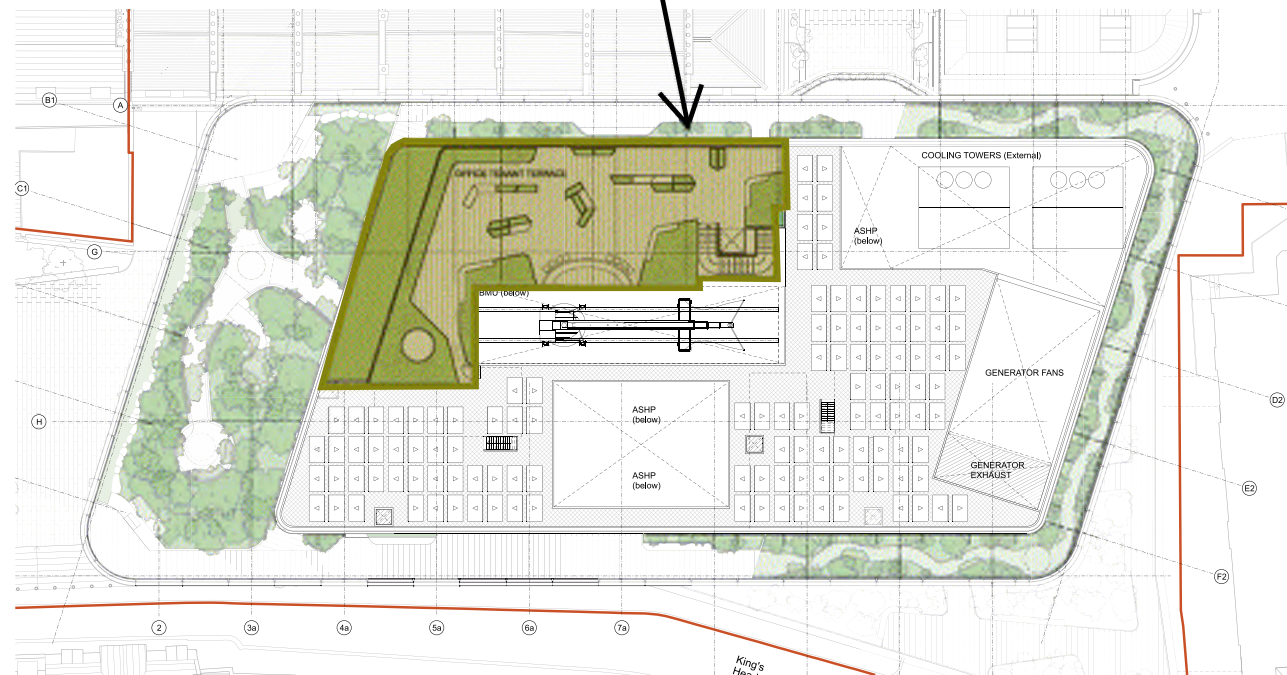 B1
A
COOLING TOWERS (External)
OFFICE TENANT TERRACE
C1
ASHP
(below)
G
BMU (below)
GENERATOR FANS
D2
ASHP
(below)
H
GENERATOR
EXHAUST
ASHP
(below)
E2
F2
2
3a
4a
5a
6a
7a
King's